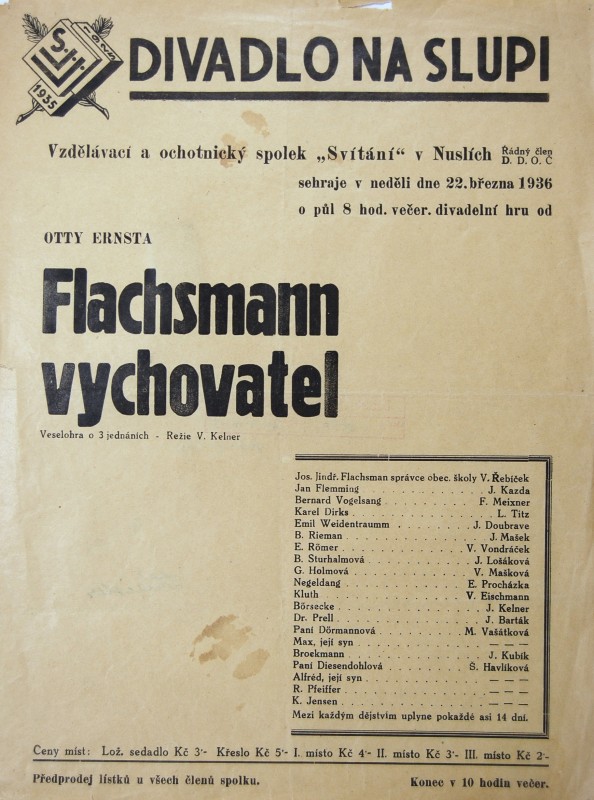 S.H.
1935
DIVADLO NA SLUPI
Vzdělávací a ochotnický spolek „Svítání“ v Nuslích Řádný člen
D. D. O. Č
sehraje v neděli dne 22. března 1936
o půl 8 hod. večer. divadelní hru od
OTTY ERNSTA
Flachsmann
vychovatel
Veselohra o 3 jednáních - Režie V. Kelner
Jos. Jindř. Flachsman správce obec. školy V. Řebíček
Jan Flemming . . . . . . . . . . . J. Kazda
Bernard Vogelsang . . . . . . . . . F. Meixner
Karel Dirks . . . . . . . . . . . . L. Titz
Emil Weidentraumm . . . . . . . . J. Doubrave
B. Rieman . . . . . . . . . . . . . J. Mašek
E. Römer . . . . . . . . . . . V. Vondráček
B. Sturhalmová . . . . . . . . . J. Lošáková
G. Holmová . . . . . . . . . . . V. Mašková
Negeldang . . . . . . . . . . . E. Procházka
Kluth . . . . . . . . . . . . . V. Eischmann
Börsecke . . . . . . . . . . . . . J. Kelner
Dr. Prell . . . . . . . . . . . . . J. Barták
Paní Dörmannová . . . . . . . M. Vašátková
Max, její syn . . . . . . . . . . . — — —
Broekmann . . . . . . . . . . . . J. Kubík
Paní Diesendohlová . . . . . . . Š. Havlíková
Alfréd, její syn . . . . . . . . . . — — —
R. Pfeiffer . . . . . . . . . . . . — — —
K. Jensen . . . . . . . . . . . . . — — —
Mezi každým dějstvím uplyne pokaždé asi 14 dní.
Ceny míst: Lož. sedadlo Kč 3·- Křeslo Kč 5·- I. místo Kč 4·- II. místo Kč 3·- III. místo Kč 2·-
Předprodej lístků u všech členů spolku. Konec v 10 hodin večer.